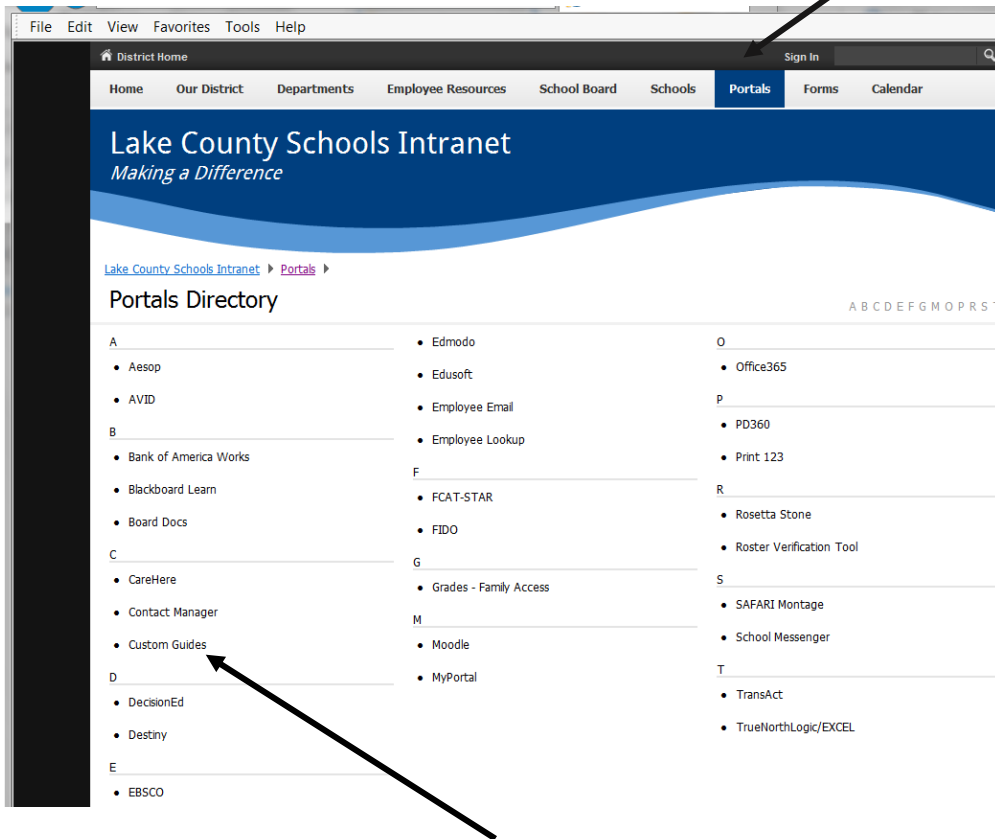 File Edit View Favorites Tools Help
District Home Sign In
Home Our District Departments Employee Resources School Board Schools Portals Forms Calendar
Lake County Schools Intranet
Making a Difference
Lake County Schools Intranet Portals
Portals Directory
A B C D E F G M O P R S T
A
Aesop
AVID
B
Bank of America Works
Blackboard Learn
Board Docs
C
CareHere
Contact Manager
Custom Guides
D
DecisionEd
Destiny
E
EBSCO
Edmodo
Edusoft
Employee Email
Employee Lookup
F
FCAT-STAR
FIDO
G
Grades - Family Access
M
Moodle
MyPortal
O
Office365
P
PD360
Print 123
R
Rosetta Stone
Roster Verification Tool
S
SAFARI Montage
School Messenger
T
TransAct
TrueNorthLogic/EXCEL